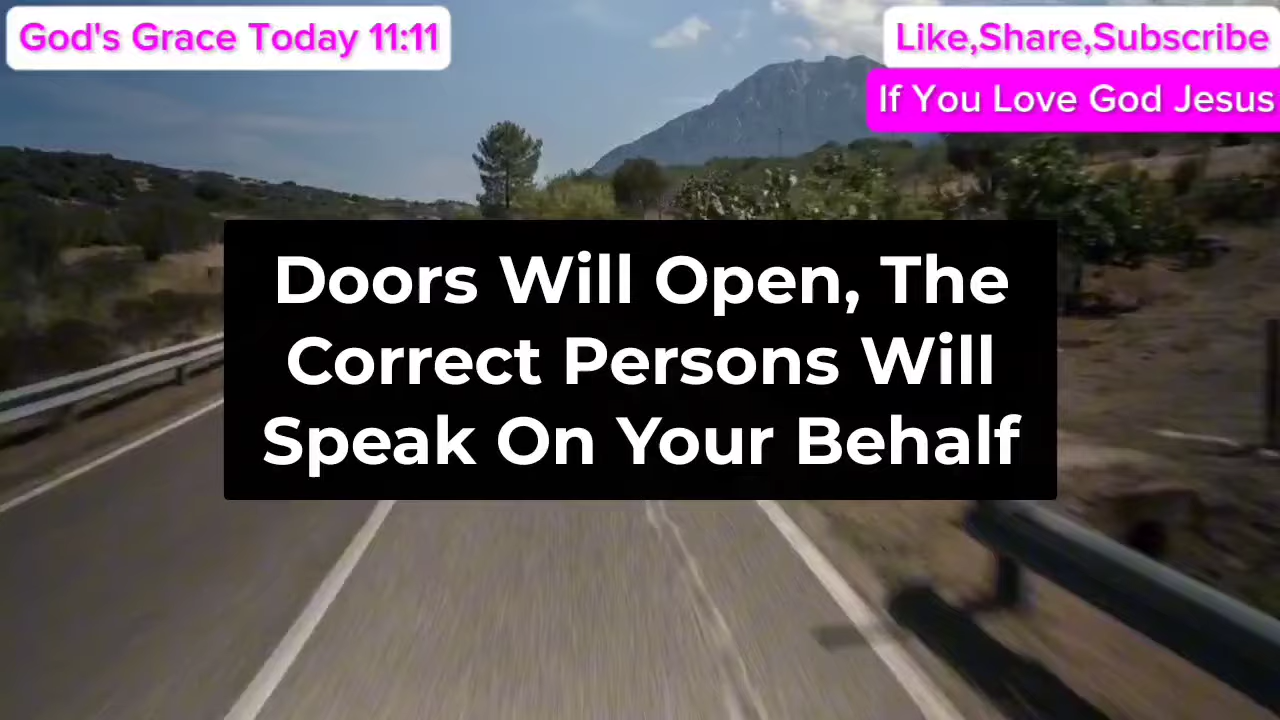 God's Grace Today 11:11
Like,Share,Subscribe
If You Love God Jesus
Doors Will Open, The
Correct Persons Will
Speak On Your Behalf